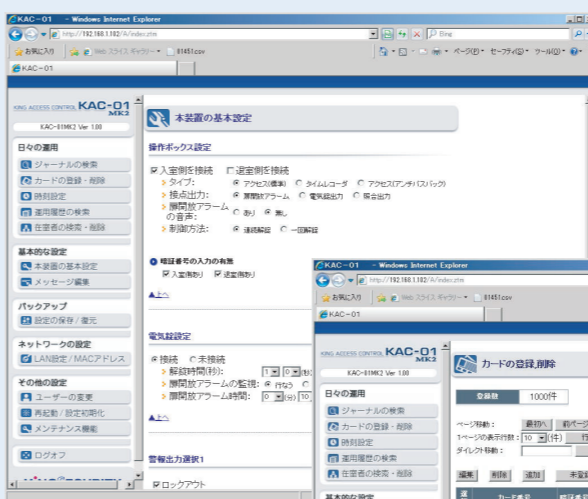 KAC-01 - Windows Internet Explorer
http://192.168.1.182/A/index.ztm
Bing
お気に入り Web スライス ギャラリー 81451.csv
ページ(P) セーフティ(S) ツール(O)
KAC-01
KING ACCESS CONTROL KAC-01 MK2
KAC-01MK2 Ver 1.00
日々の運用
ジャーナルの検索
カードの登録・削除
時刻設定
運用履歴の検索
在室者の検索・削除
基本的な設定
本装置の基本設定
メッセージ編集
バックアップ
設定の保存 / 復元
ネットワークの設定
LAN設定 / MACアドレス
その他の設定
ユーザーの変更
再起動 / 設定初期化
メンテナンス機能
ログオフ
本装置の基本設定
操作ボックス設定
入室側を接続 退室側を接続
タイプ: アクセス(標準) タイムレコーダ アクセス(アンチパスバック)
接点出力: 扉開放アラーム 電気錠出力 照合出力
扉開放アラームの音声: あり 無し
制御方法: 連続解錠 一回解錠
暗証番号の入力の有無
入室側あり 退室側あり
▲上へ
電気錠設定
接続 未接続
解錠時間(秒): 1 0
扉開放アラームの監視: 行なう
扉開放アラーム時間: 0 (分) 10
▲上へ
警報出力選択1
ロックアウト
KAC-01 - Windows Internet Explorer
http://192.168.1.182/A/index.ztm
お気に入り Web スライス ギャラリー 81451.csv
KAC-01
KING ACCESS CONTROL KAC-01 MK2
KAC-01MK2 Ver 1.00
日々の運用
ジャーナルの検索
カードの登録・削除
時刻設定
運用履歴の検索
在室者の検索・削除
基本的な設定
カードの登録,削除
登録数 1000件
ページ移動: 最初へ 前ページ
1ページの表示行数: 10 (件)
ダイレクト移動:
編集 削除 追加 未登録
カード番号